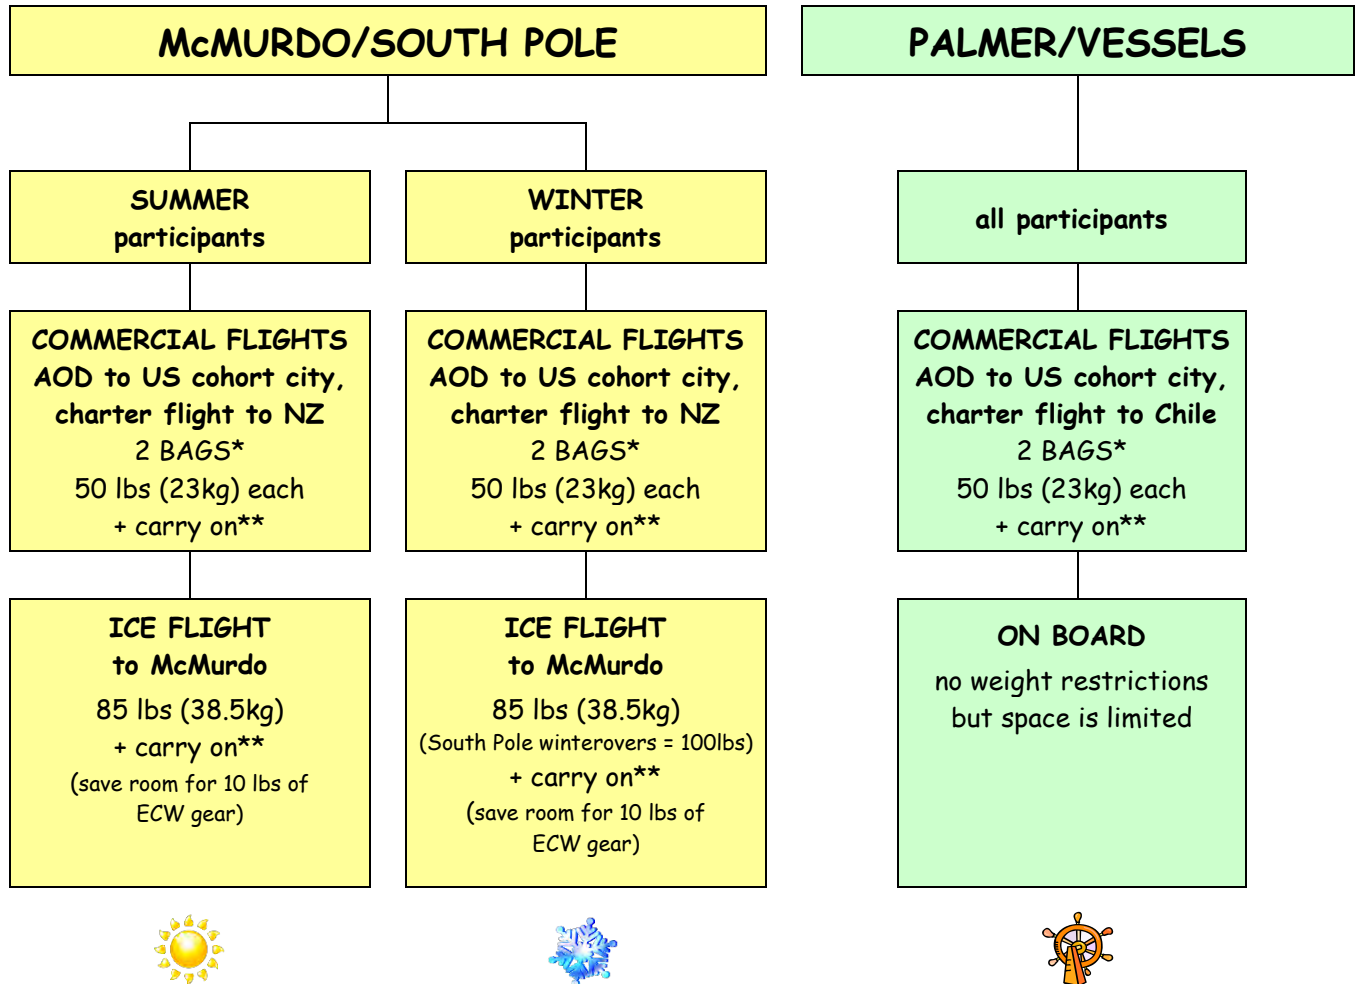 McMURDO/SOUTH POLE
SUMMER
participants
COMMERCIAL FLIGHTS
AOD to US cohort city,
charter flight to NZ
2 BAGS*
50 lbs (23kg) each
+ carry on**
ICE FLIGHT
to McMurdo
85 lbs (38.5kg)
+ carry on**
(save room for 10 lbs of
ECW gear)
WINTER
participants
COMMERCIAL FLIGHTS
AOD to US cohort city,
charter flight to NZ
2 BAGS*
50 lbs (23kg) each
+ carry on**
ICE FLIGHT
to McMurdo
85 lbs (38.5kg)
(South Pole winterovers = 100lbs)
+ carry on**
(save room for 10 lbs of
ECW gear)
PALMER/VESSELS
all participants
COMMERCIAL FLIGHTS
AOD to US cohort city,
charter flight to Chile
2 BAGS*
50 lbs (23kg) each
+ carry on**
ON BOARD
no weight restrictions
but space is limited